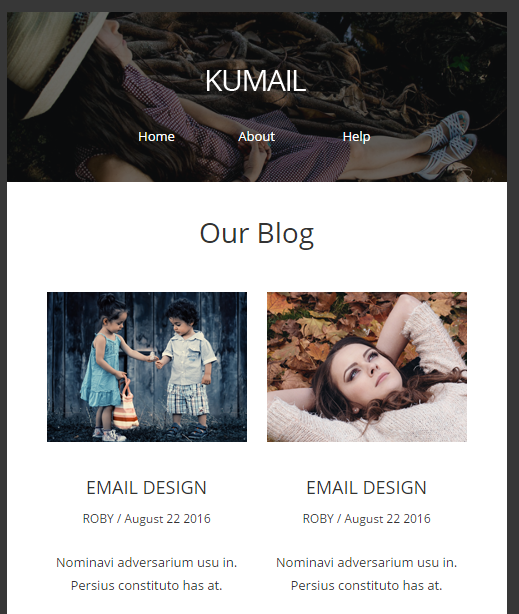 KUMAIL
Home About Help
Our Blog
EMAIL DESIGN
ROBY / August 22 2016
Nominavi adversarium usu in.
Persius constituto has at.
EMAIL DESIGN
ROBY / August 22 2016
Nominavi adversarium usu in.
Persius constituto has at.